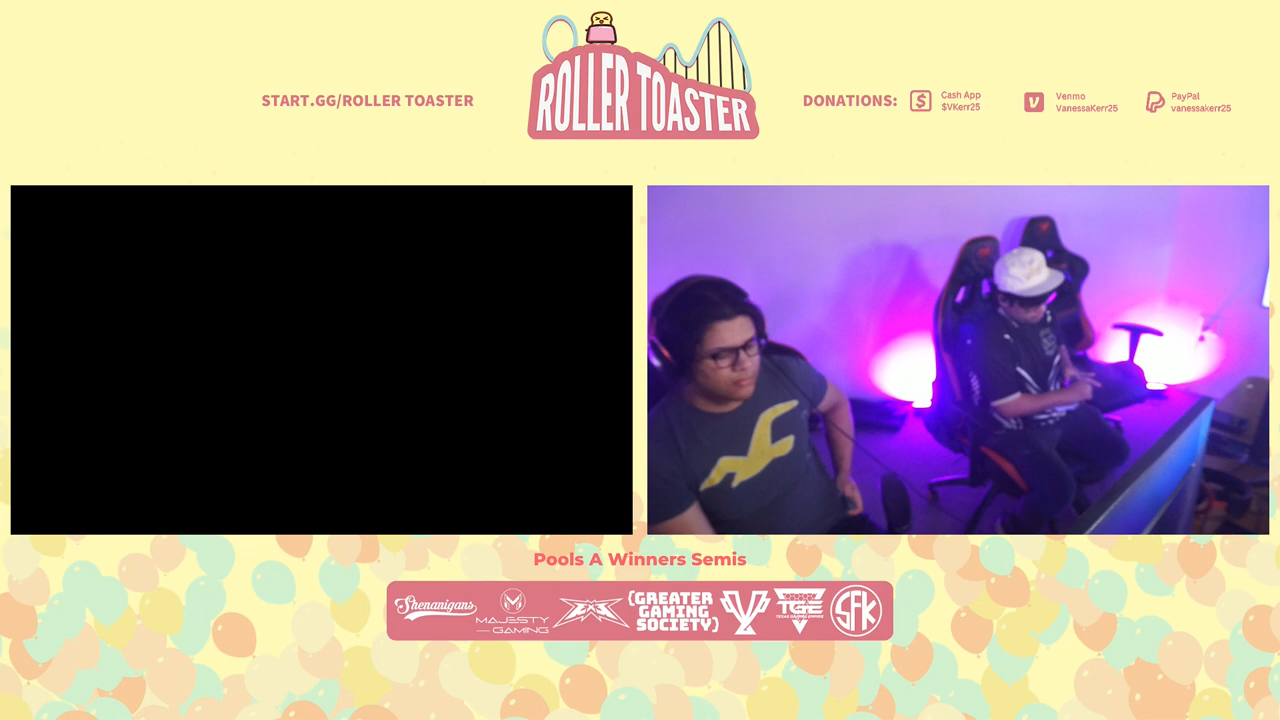 ROLLER TOASTER
START.GG/ROLLER TOASTER
DONATIONS:
Cash App
$VKerr25
Venmo
VanessaKerr25
PayPal
vanessakerr25
Pools A Winners Semis
Shenanigans
MAJESTY
GAMING
(GREATER
GAMING
SOCIETY)
TGE
TEXAS GAMING EMPIRE
SFK